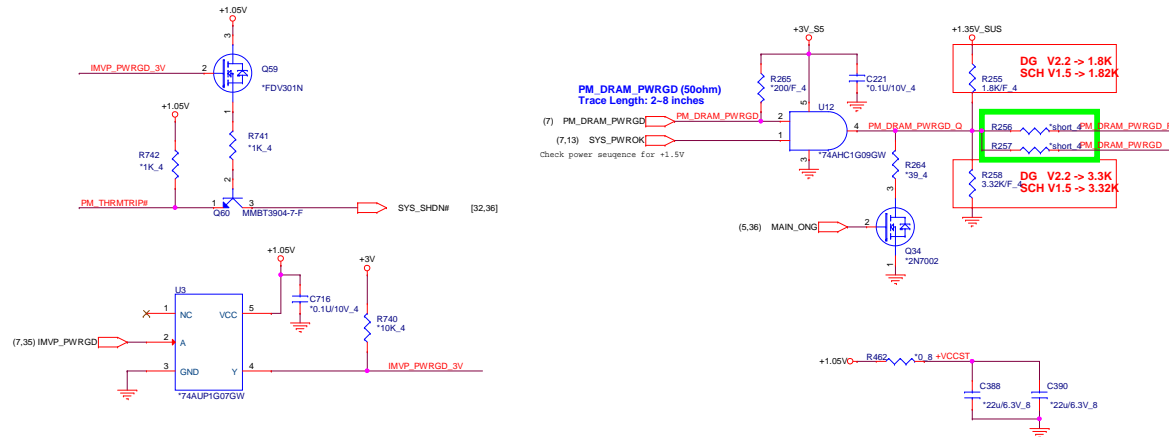 +1.05V
3
IMVP_PWRGD_3V
2
Q59
*FDV301N
1
+1.05V
R741
*1K_4
R742
*1K_4
2
PM_THRMTRIP#
1
3
Q60
MMBT3904-7-F
SYS_SHDN#
[32,36]
+1.05V
+3V
U3
C716
*0.1U/10V_4
1
NC
VCC
5
R740
*10K_4
(7,35) IMVP_PWRGD
2
A
3
GND
Y
4
IMVP_PWRGD_3V
*74AUP1G07GW
+3V_S5
R265
*200/F_4
C221
*0.1U/10V_4
PM_DRAM_PWRGD (50ohm)
Trace Length: 2~8 inches
5
U12
(7) PM_DRAM_PWRGD
PM_DRAM_PWRGD
2
4
PM_DRAM_PWRGD_Q
(7,13) SYS_PWROK
1
*74AHC1G09GW
Check power seuqence for +1.5V
3
R264
*39_4
3
(5,36) MAIN_ONG
2
Q34
*2N7002
1
+1.35V_SUS
DG V2.2 -> 1.8K
SCH V1.5 -> 1.82K
R255
1.8K/F_4
R256
*short_4
PM_DRAM_PWRGD_R
R257
*short_4
PM_DRAM_PWRGD
R258
3.32K/F_4
DG V2.2 -> 3.3K
SCH V1.5 -> 3.32K
+1.05V
R462
*0_8
+VCCST
C388
*22u/6.3V_8
C390
*22u/6.3V_8